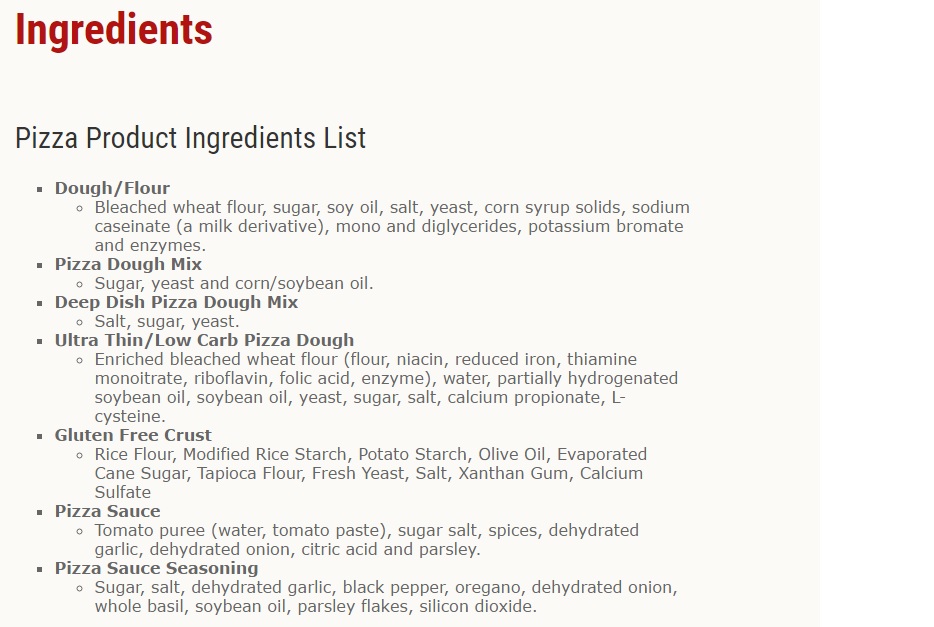 Ingredients
Pizza Product Ingredients List
Dough/Flour
Bleached wheat flour, sugar, soy oil, salt, yeast, corn syrup solids, sodium
caseinate (a milk derivative), mono and diglycerides, potassium bromate
and enzymes.
Pizza Dough Mix
Sugar, yeast and corn/soybean oil.
Deep Dish Pizza Dough Mix
Salt, sugar, yeast.
Ultra Thin/Low Carb Pizza Dough
Enriched bleached wheat flour (flour, niacin, reduced iron, thiamine
monoitrate, riboflavin, folic acid, enzyme), water, partially hydrogenated
soybean oil, soybean oil, yeast, sugar, salt, calcium propionate, L-
cysteine.
Gluten Free Crust
Rice Flour, Modified Rice Starch, Potato Starch, Olive Oil, Evaporated
Cane Sugar, Tapioca Flour, Fresh Yeast, Salt, Xanthan Gum, Calcium
Sulfate
Pizza Sauce
Tomato puree (water, tomato paste), sugar salt, spices, dehydrated
garlic, dehydrated onion, citric acid and parsley.
Pizza Sauce Seasoning
Sugar, salt, dehydrated garlic, black pepper, oregano, dehydrated onion,
whole basil, soybean oil, parsley flakes, silicon dioxide.